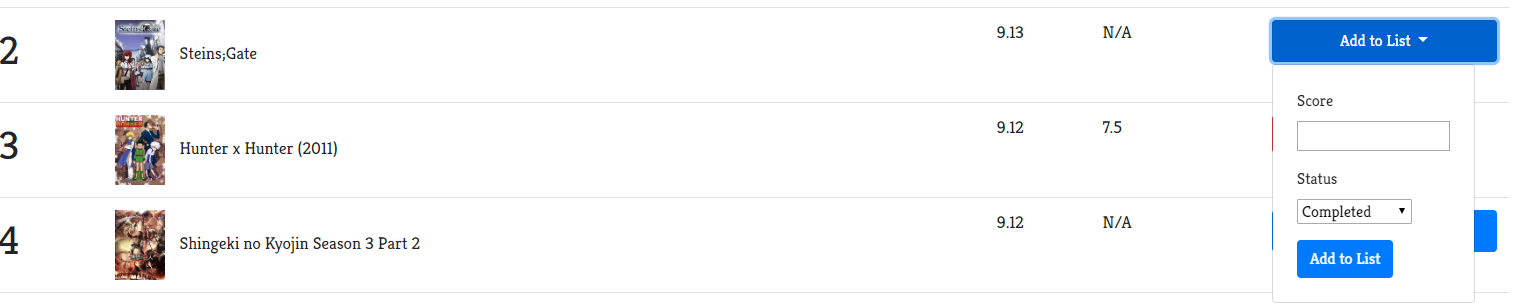 2 Steins;Gate 9.13 N/A Add to List
Score
3 Hunter x Hunter (2011) 9.12 7.5
Status
Completed
4 Shingeki no Kyojin Season 3 Part 2 9.12 N/A
Add to List